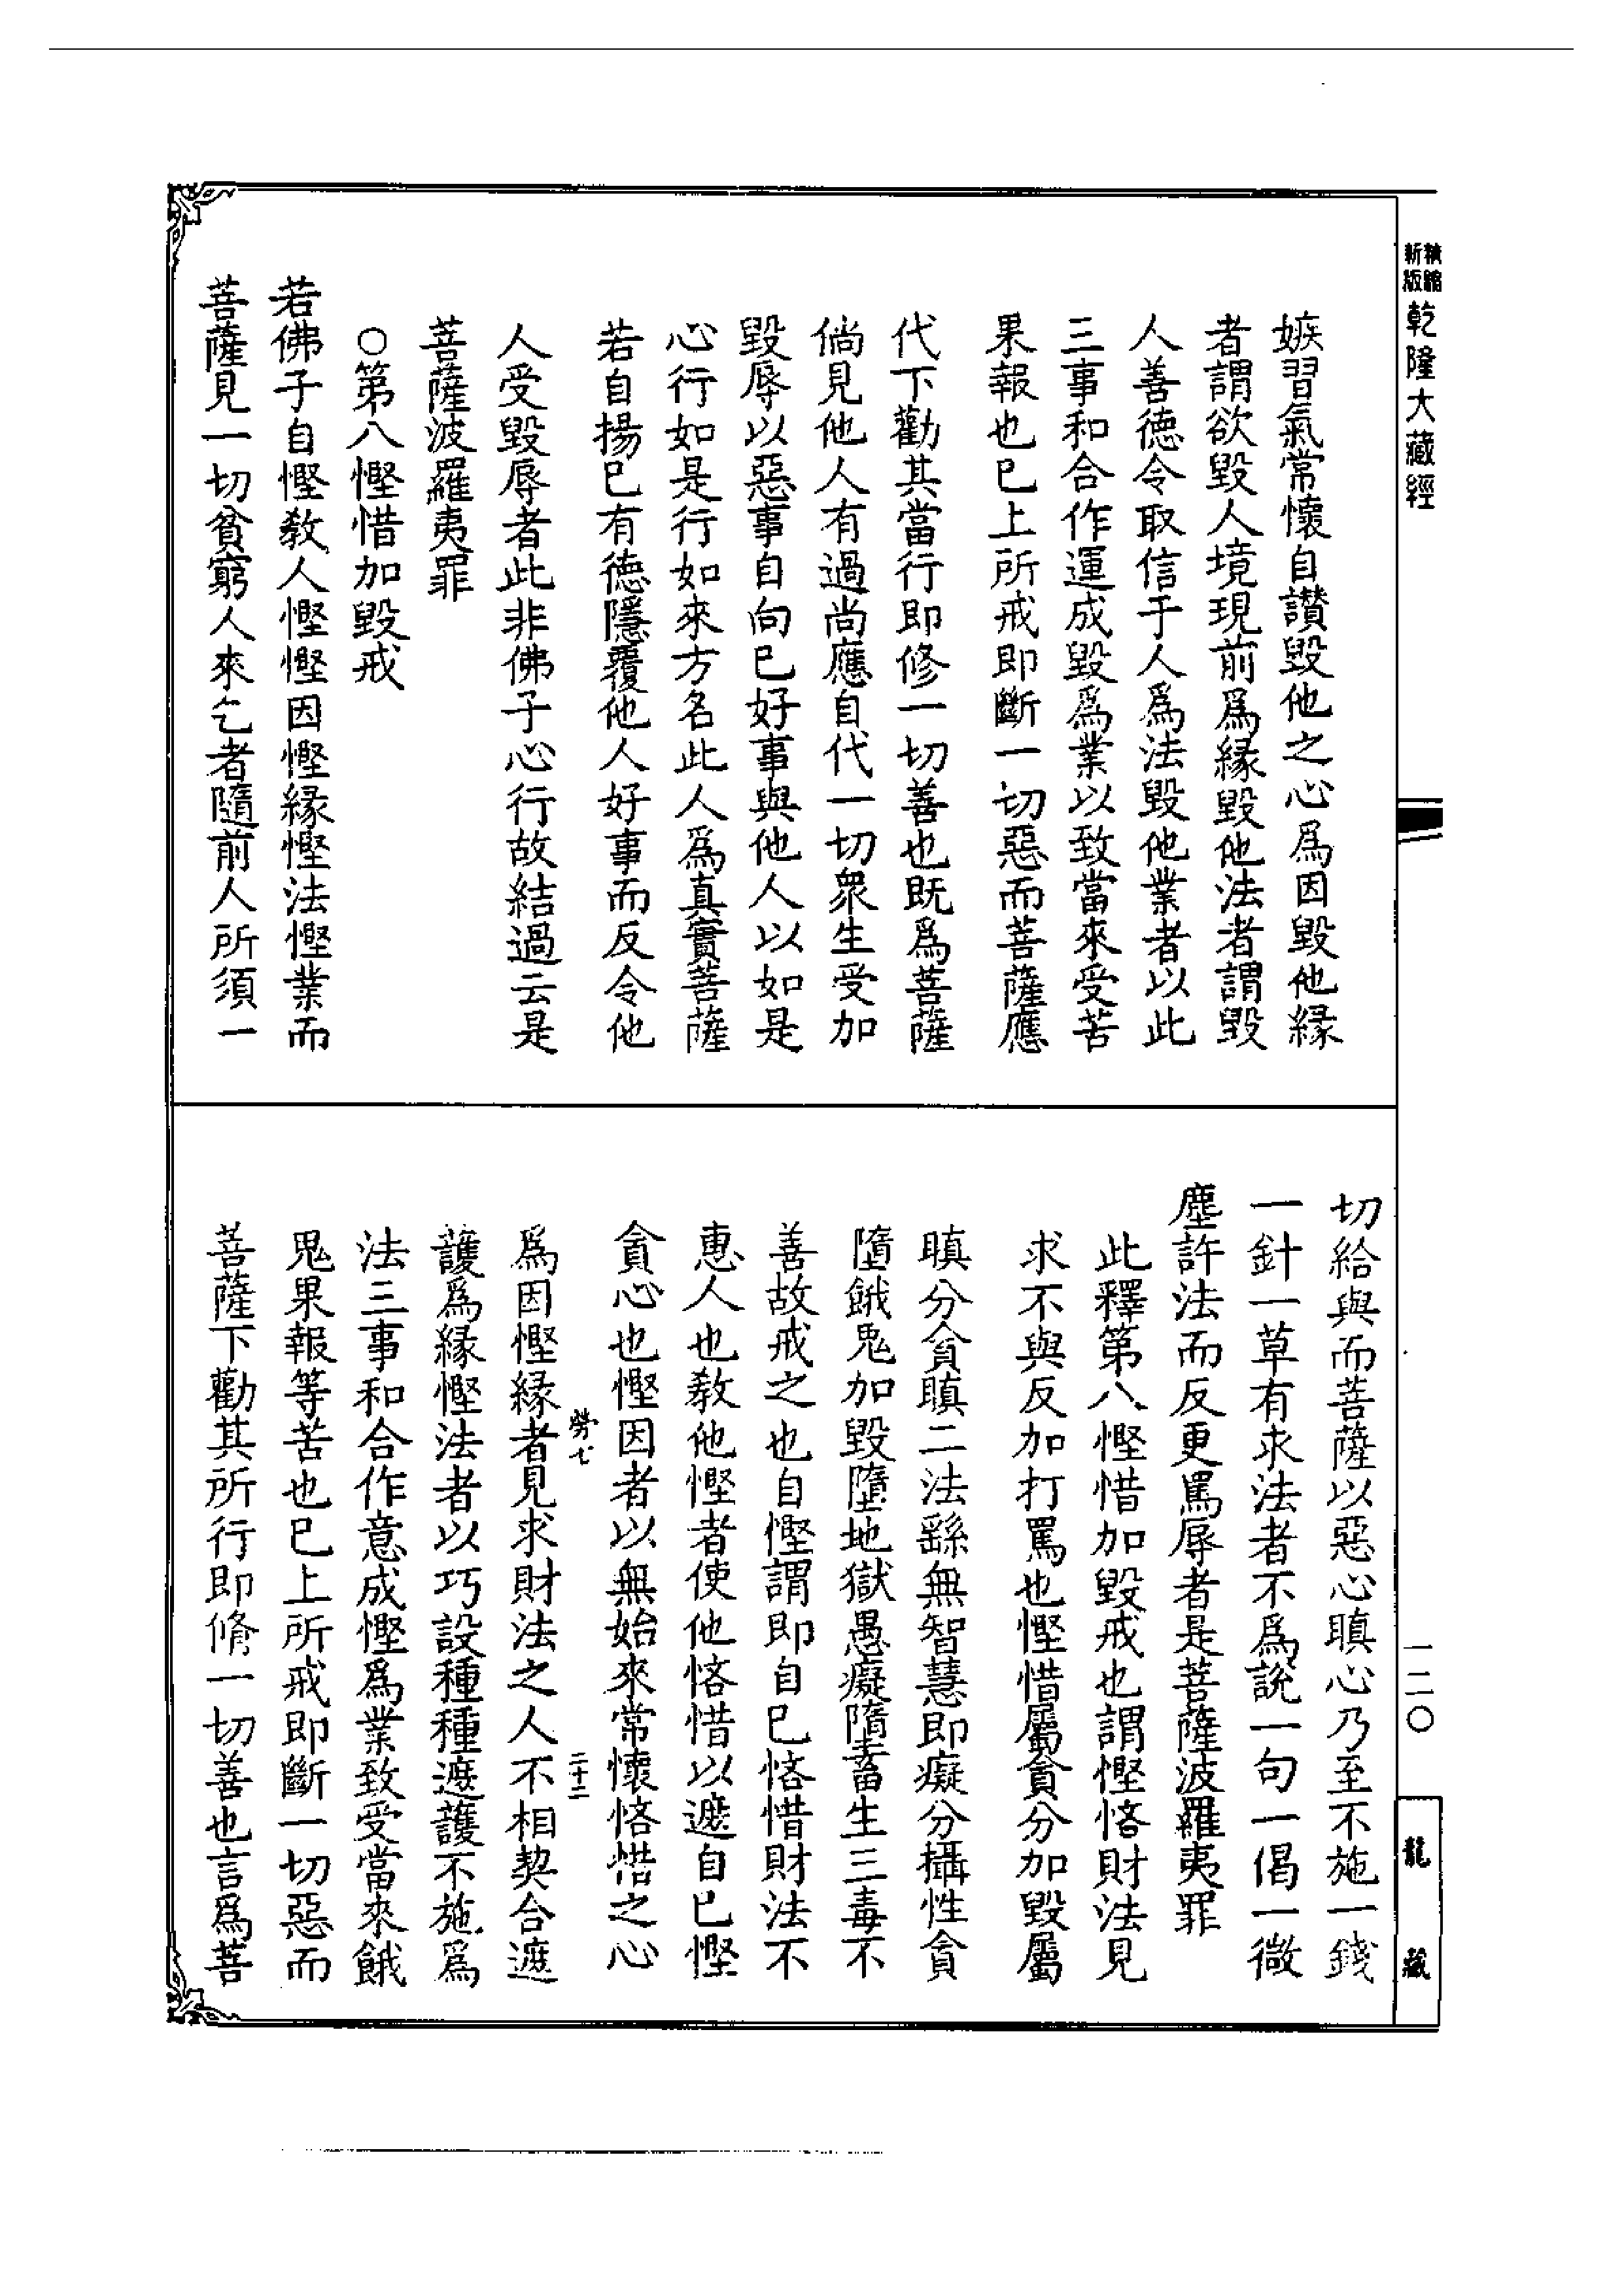 精縮新版乾隆大藏經
嫉習氣常懷自讃毀他之心爲因毀他緣
者謂欲毀人境現前爲緣毀他法者謂毀
人善德令取信于人爲法毀他業者以此
三事和合作運成毀爲業以致當來受苦
果報也已上所戒即斷一切惡而菩薩應
代下勸其當行即修一切善也既爲菩薩
倘見他人有過尚應自代一切衆生受加
毀辱以惡事自向已好事與他人以如是
心行如是行如來方名此人爲真實菩薩
若自揚已有德隱覆他人好事而反令他
人受毀辱者此非佛子心行故結過云是
菩薩波羅夷罪
○第八慳惜加毀戒
若佛子自慳敎人慳慳因慳緣慳法慳業而
菩薩見一切貧窮人來乞者隨前人所須一
切給與而菩薩以惡心瞋心乃至不施一錢
一針一草有求法者不爲說一句一偈一微
塵許法而反更罵辱者是菩薩波羅夷罪
此釋第八慳惜加毀戒也謂慳悋財法見
求不與反加打罵也慳惜屬貪分加毀屬
瞋分貪瞋二法繇無智慧即癡分攝性貪
墮餓鬼加毀墮地獄愚癡墮畜生三毒不
善故戒之也自慳謂即自已悋惜財法不
惠人也敎他慳者使他悋惜以遮自已慳
貪心也慳因者以無始來常懷悋惜之心
勞七
二十二
爲因慳緣者見求財法之人不相契合遮
護爲緣慳法者以巧設種種遮護不施爲
法三事和合作意成慳爲業致受當來餓
鬼果報等苦也已上所戒即斷一切惡而
菩薩下勸其所行即脩一切善也言爲菩
一二〇
龍藏